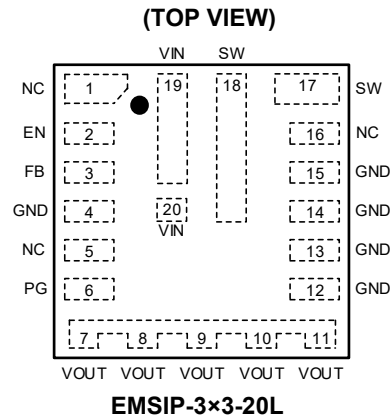 (TOP VIEW)
VIN SW
NC 1 19 18 17 SW
EN 2 16 NC
FB 3 15 GND
GND 4 20 14 GND
VIN
NC 5 13 GND
PG 6 12 GND
7 8 9 10 11
VOUT VOUT VOUT VOUT VOUT
EMSIP-3×3-20L